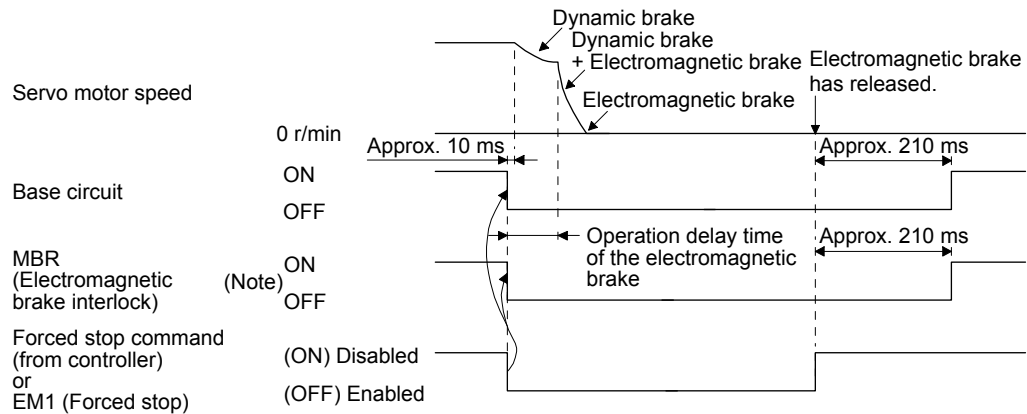 Dynamic brake
Dynamic brake
+ Electromagnetic brake
Electromagnetic brake
has released.
Servo motor speed
Electromagnetic brake
0 r/min
Approx. 10 ms
Approx. 210 ms
Base circuit
ON
OFF
Operation delay time
of the electromagnetic
brake
Approx. 210 ms
MBR
(Electromagnetic
brake interlock)
(Note)
ON
OFF
Forced stop command
(from controller)
or
EM1 (Forced stop)
(ON) Disabled
(OFF) Enabled